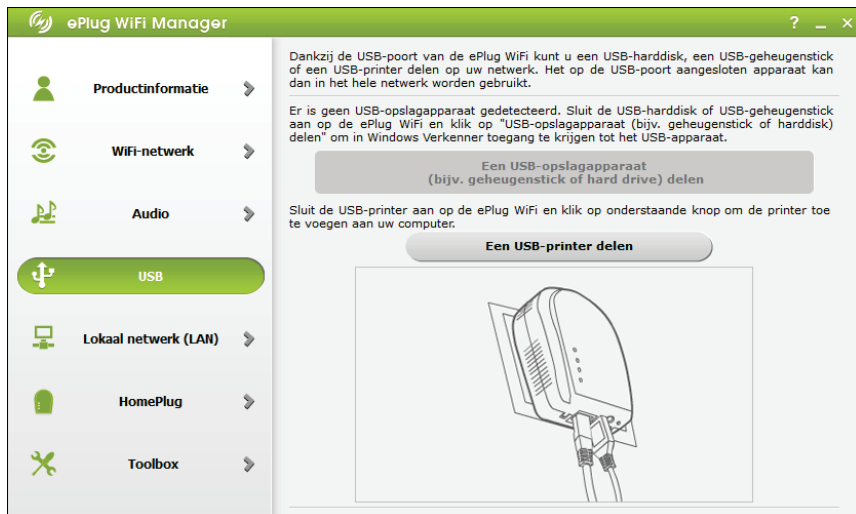 ePlug WiFi Manager
? _ ×
Productinformatie
WiFi-netwerk
Audio
USB
Lokaal netwerk (LAN)
HomePlug
Toolbox
Dankzij de USB-poort van de ePlug WiFi kunt u een USB-harddisk, een USB-geheugenstick
of een USB-printer delen op uw netwerk. Het op de USB-poort aangesloten apparaat kan
dan in het hele netwerk worden gebruikt.
Er is geen USB-opslagapparaat gedetecteerd. Sluit de USB-harddisk of USB-geheugenstick
aan op de ePlug WiFi en klik op "USB-opslagapparaat (bijv. geheugenstick of harddisk)
delen" om in Windows Verkenner toegang te krijgen tot het USB-apparaat.
Een USB-opslagapparaat
(bijv. geheugenstick of hard drive) delen
Sluit de USB-printer aan op de ePlug WiFi en klik op onderstaande knop om de printer toe
te voegen aan uw computer.
Een USB-printer delen